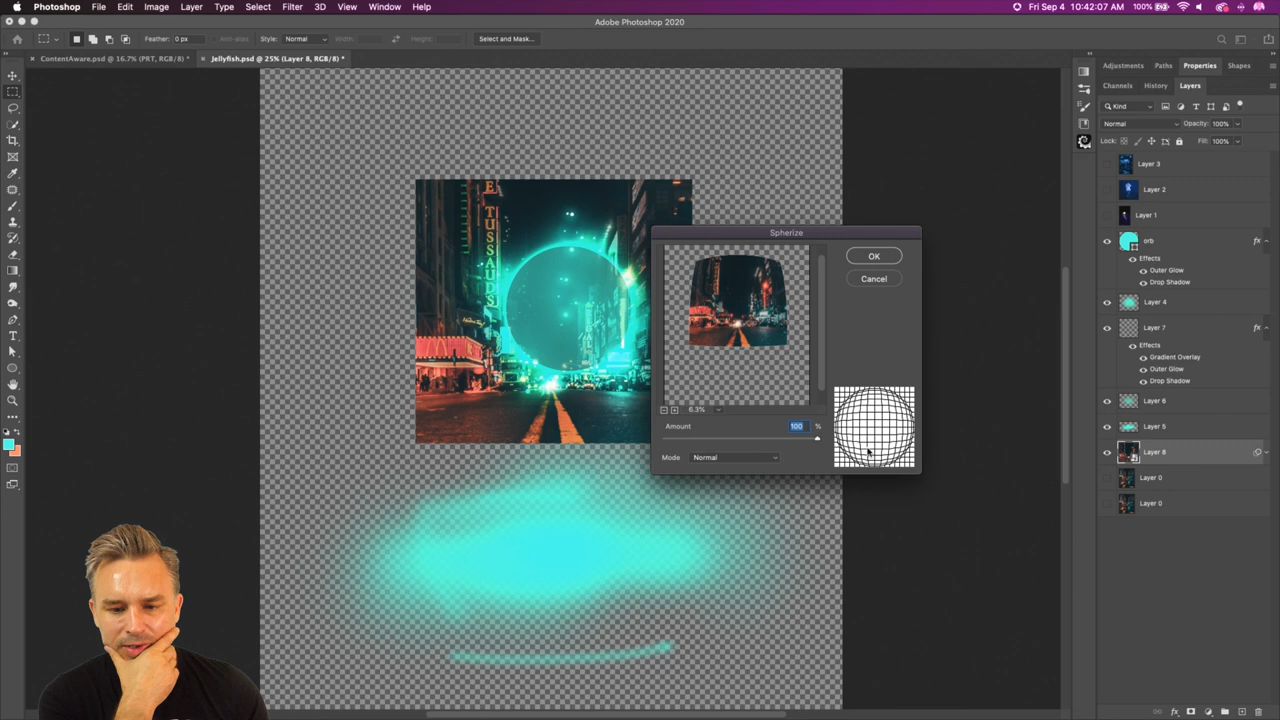 Photoshop File Edit Image Layer Type Select Filter 3D View Window Help 100% Fri Sep 4 10:42:07 AM
Adobe Photoshop 2020
Feather: 0 px Anti-alias Style: Normal Width: Height: Select and Mask...
ContentAware.psd @ 16.7% (PRT, RGB/8) * Jellyfish.psd @ 25% (Layer 8, RGB/8) *
Adjustments Paths Properties Shapes
Channels History Layers
Kind
Normal Opacity: 100%
Lock: Fill: 100%
Layer 3
Layer 2
Layer 1
orb fx
Effects
Outer Glow
Drop Shadow
Layer 4
Layer 7 fx
Effects
Gradient Overlay
Outer Glow
Drop Shadow
Layer 6
Layer 5
Layer 8
Layer 0
Layer 0
E TUSSAUDS
Spherize
OK
Cancel
6.3%
Amount 100 %
Mode Normal